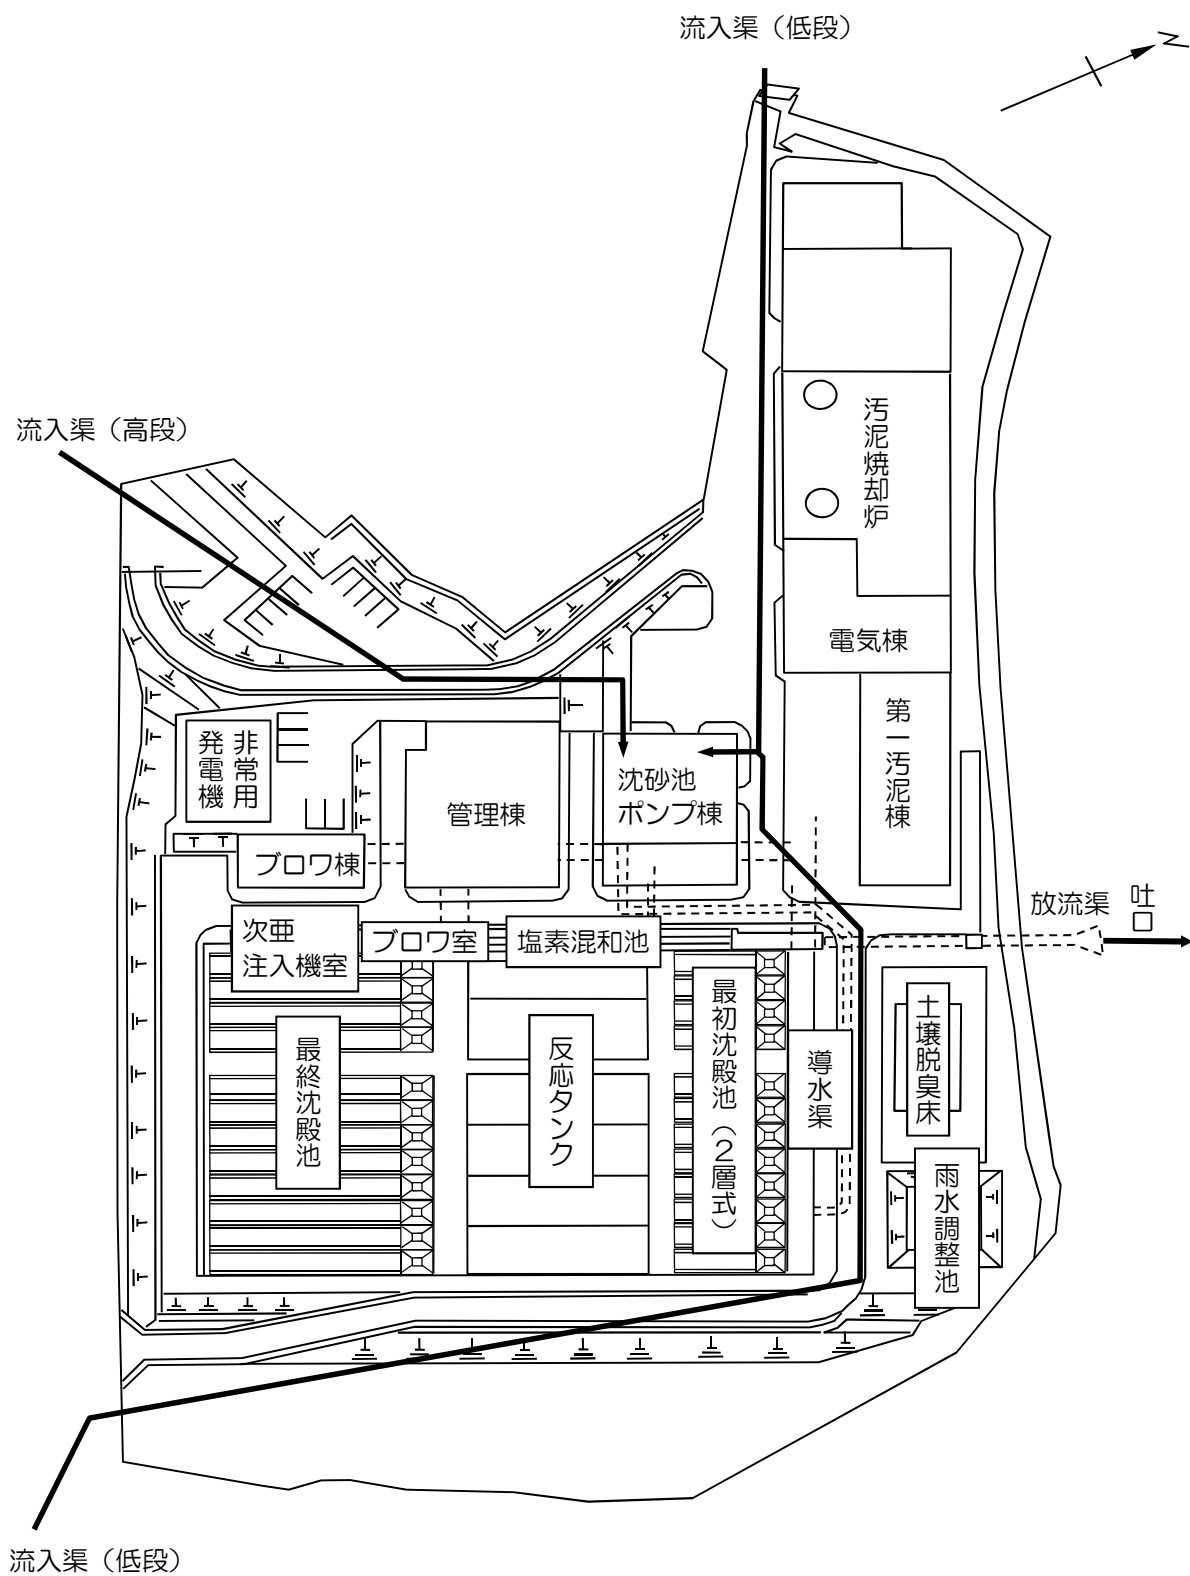 流入渠（低段）
N
流入渠（高段）
汚泥焼却炉
電気棟
第一汚泥棟
非常用
発電機
管理棟
沈砂池
ポンプ棟
ブロワ棟
放流渠
吐口
次亜
注入機室
ブロワ室
塩素混和池
最終沈殿池
反応タンク
最初沈殿池（２層式）
導水渠
土壌脱臭床
雨水調整池
流入渠（低段）